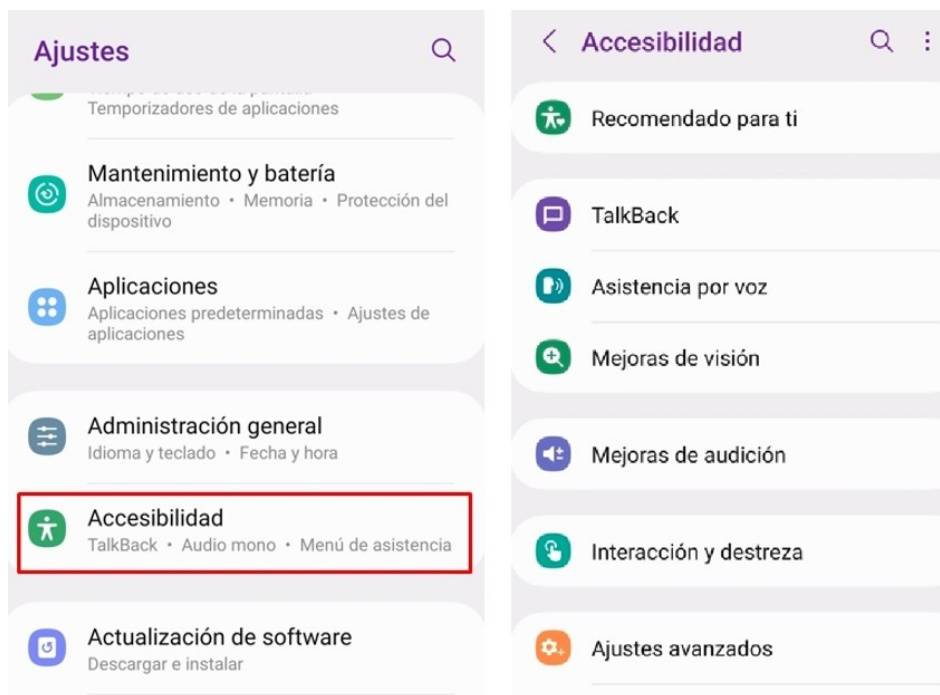 Ajustes
Temporizadores de aplicaciones
Mantenimiento y batería
Almacenamiento • Memoria • Protección del
dispositivo
Aplicaciones
Aplicaciones predeterminadas • Ajustes de
aplicaciones
Administración general
Idioma y teclado • Fecha y hora
Accesibilidad
TalkBack • Audio mono • Menú de asistencia
Actualización de software
Descargar e instalar
Accesibilidad
Recomendado para ti
TalkBack
Asistencia por voz
Mejoras de visión
Mejoras de audición
Interacción y destreza
Ajustes avanzados